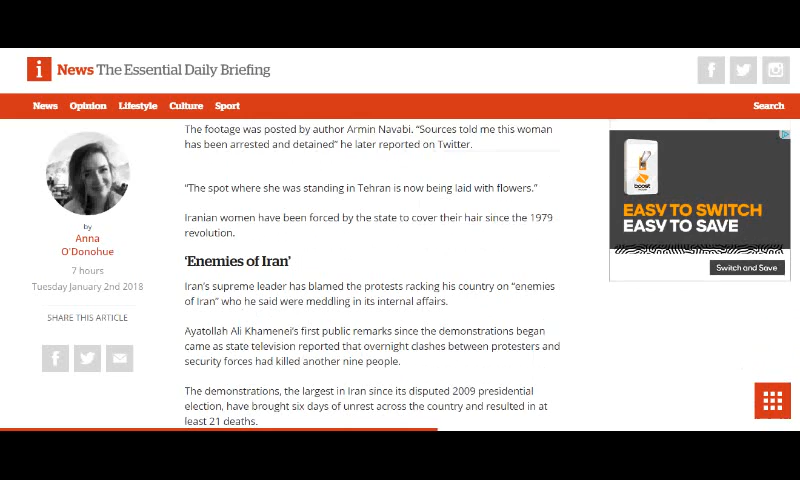 i News The Essential Daily Briefing
News Opinion Lifestyle Culture Sport Search
by
Anna
O'Donohue
7 hours
Tuesday January 2nd 2018
SHARE THIS ARTICLE
The footage was posted by author Armin Navabi. “Sources told me this woman
has been arrested and detained” he later reported on Twitter.
“The spot where she was standing in Tehran is now being laid with flowers.”
Iranian women have been forced by the state to cover their hair since the 1979
revolution.
‘Enemies of Iran’
Iran’s supreme leader has blamed the protests racking his country on “enemies
of Iran” who he said were meddling in its internal affairs.
Ayatollah Ali Khamenei’s first public remarks since the demonstrations began
came as state television reported that overnight clashes between protesters and
security forces had killed another nine people.
The demonstrations, the largest in Iran since its disputed 2009 presidential
election, have brought six days of unrest across the country and resulted in at
least 21 deaths.
boost
EASY TO SWITCH
EASY TO SAVE
Switch and Save